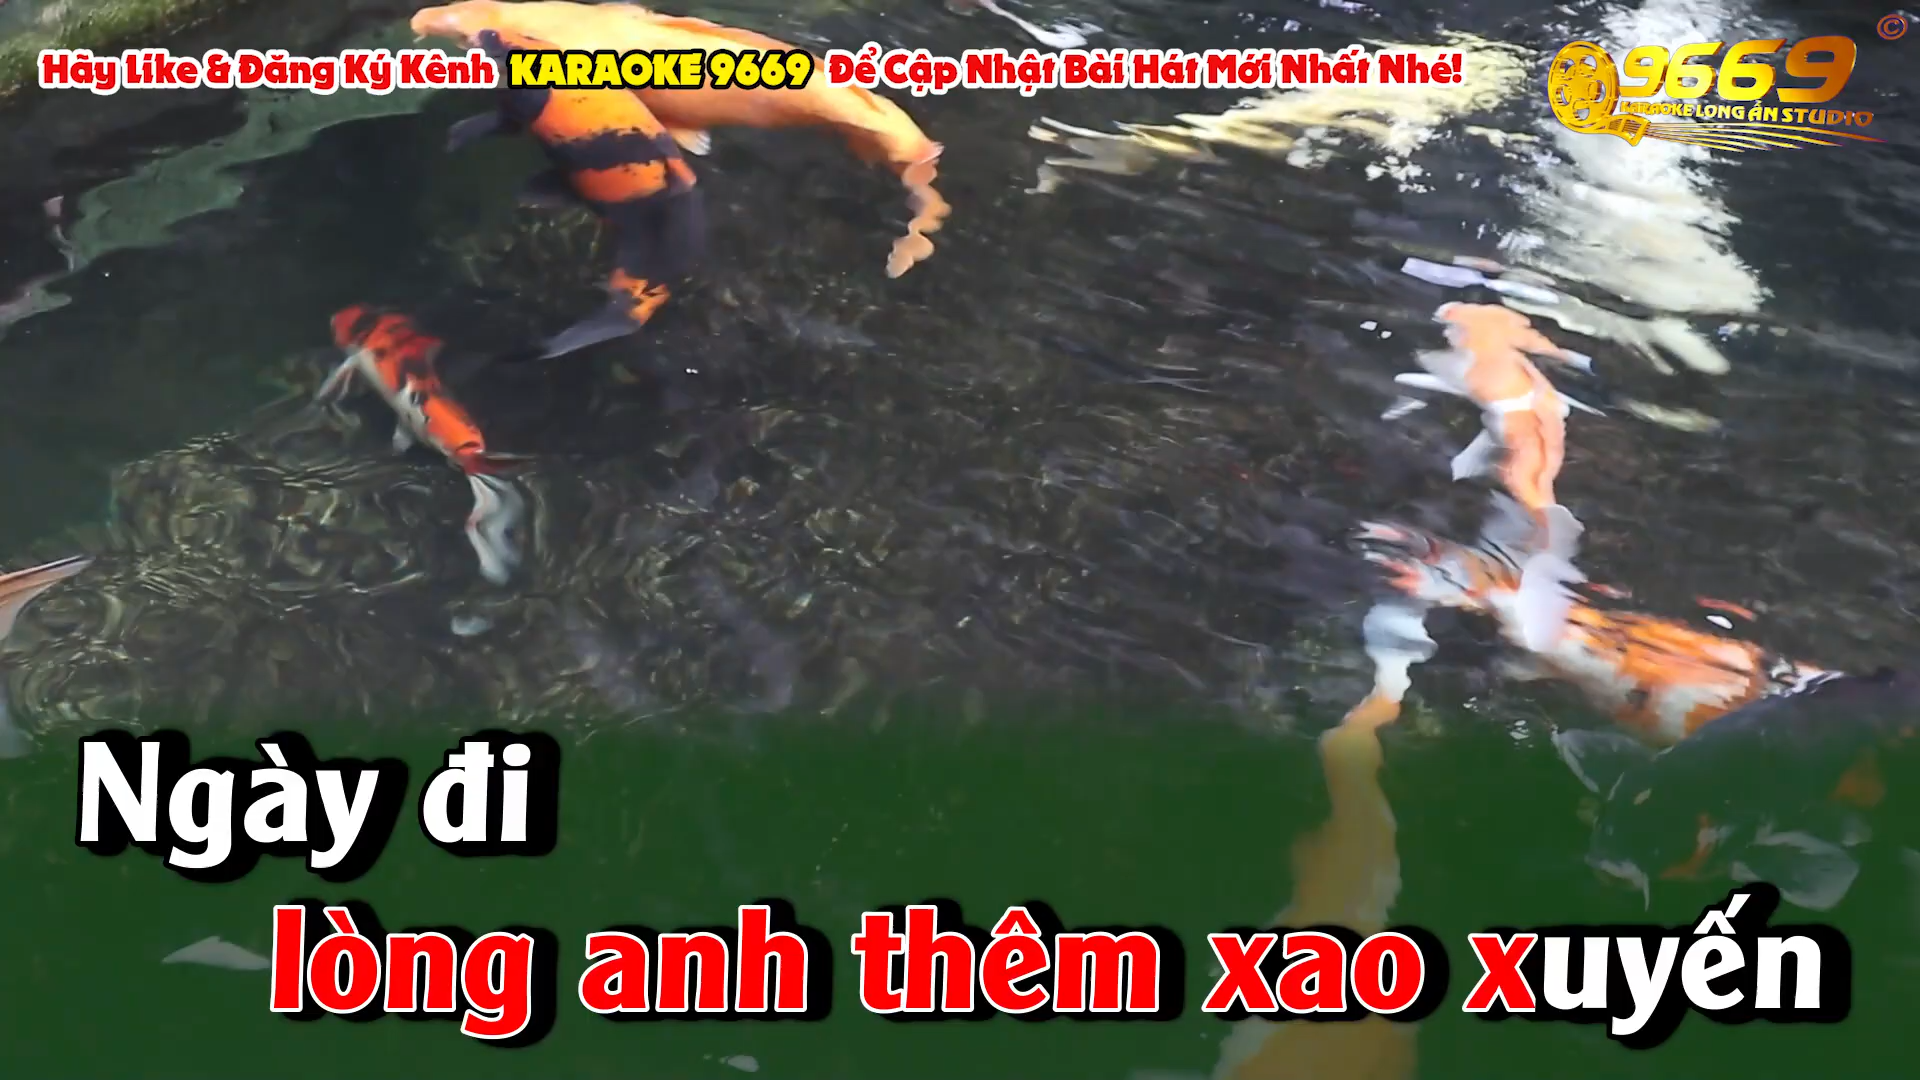 Hãy Like & Đăng Ký Kênh KARAOKE 9669 Để Cập Nhật Bài Hát Mới Nhất Nhé!
©
9669
KARAOKE LONG ẨN STUDIO
Ngày đi
lòng anh thêm xao xuyến